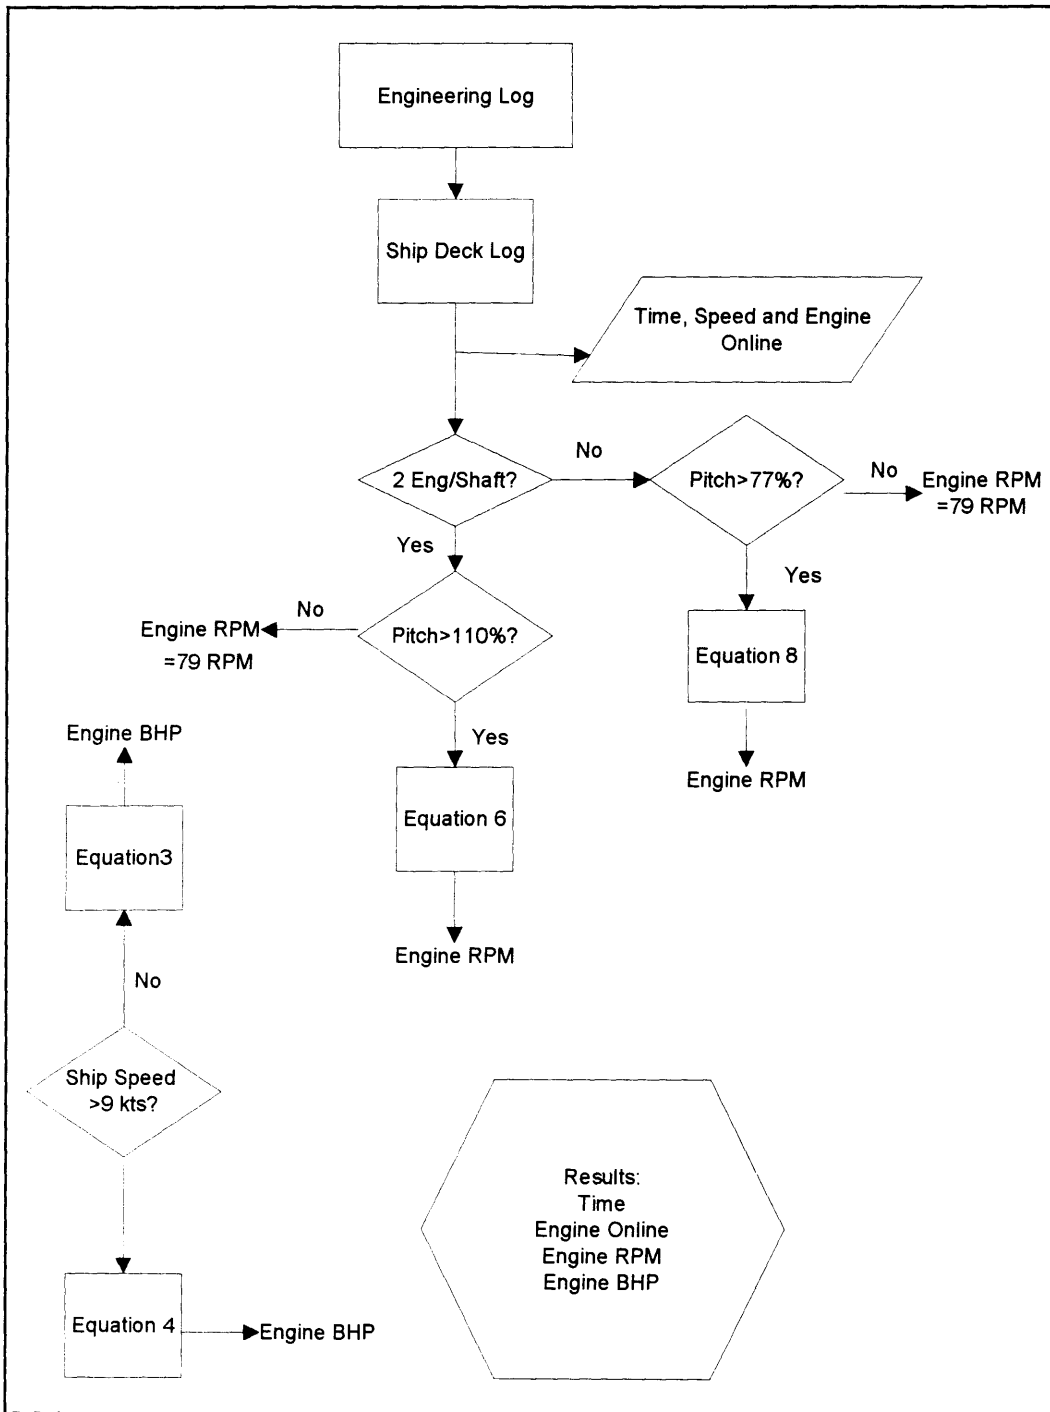 Engineering Log
Ship Deck Log
Time, Speed and Engine
Online
2 Eng/Shaft?
No
Pitch>77%?
No
Engine RPM
=79 RPM
Yes
Yes
Pitch>110%?
No
Engine RPM
=79 RPM
Equation 8
Yes
Engine RPM
Engine BHP
Equation 6
Equation3
Engine RPM
No
Ship Speed
>9 kts?
Results:
Time
Engine Online
Engine RPM
Engine BHP
Equation 4
Engine BHP